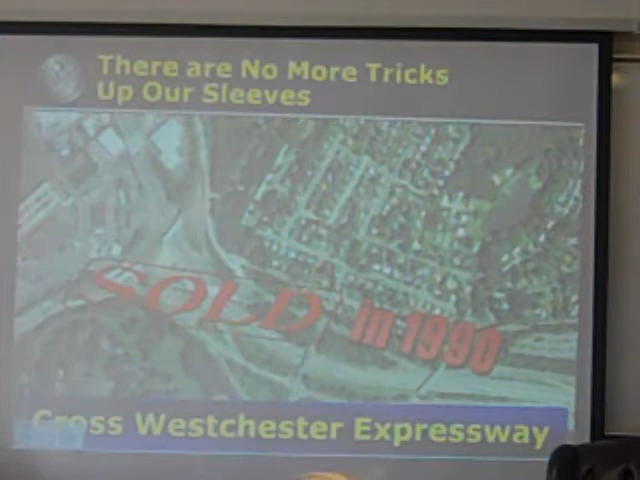 There are No More Tricks
Up Our Sleeves
SOLD in 1990
Cross Westchester Expressway